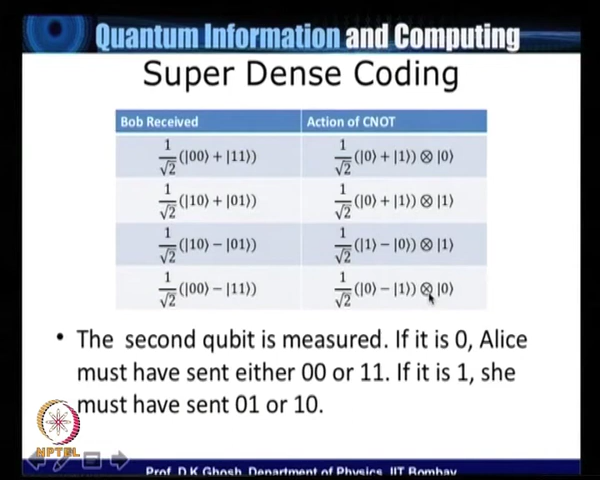 Quantum Information and Computing
Super Dense Coding
Bob Received	Action of CNOT
1/√2(|00⟩ + |11⟩)	1/√2(|0⟩ + |1⟩) ⊗ |0⟩
1/√2(|10⟩ + |01⟩)	1/√2(|0⟩ + |1⟩) ⊗ |1⟩
1/√2(|10⟩ − |01⟩)	1/√2(|1⟩ − |0⟩) ⊗ |1⟩
1/√2(|00⟩ − |11⟩)	1/√2(|0⟩ − |1⟩) ⊗ |0⟩
• The second qubit is measured. If it is 0, Alice
must have sent either 00 or 11. If it is 1, she
must have sent 01 or 10.
NPTEL
Prof. D K Ghosh, Department of Physics, IIT Bombay